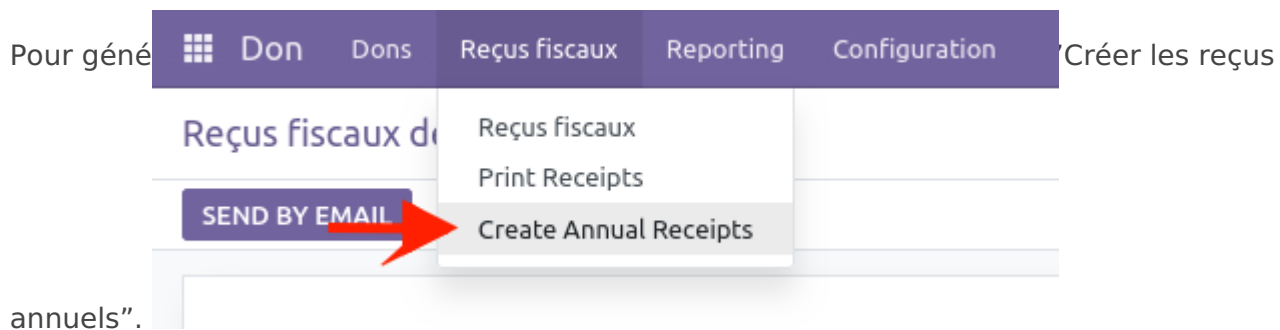 Pour géné
Don Dons Reçus fiscaux Reporting Configuration
“Créer les reçus
Reçus fiscaux de
Reçus fiscaux
Print Receipts
SEND BY EMAIL
Create Annual Receipts
annuels”.